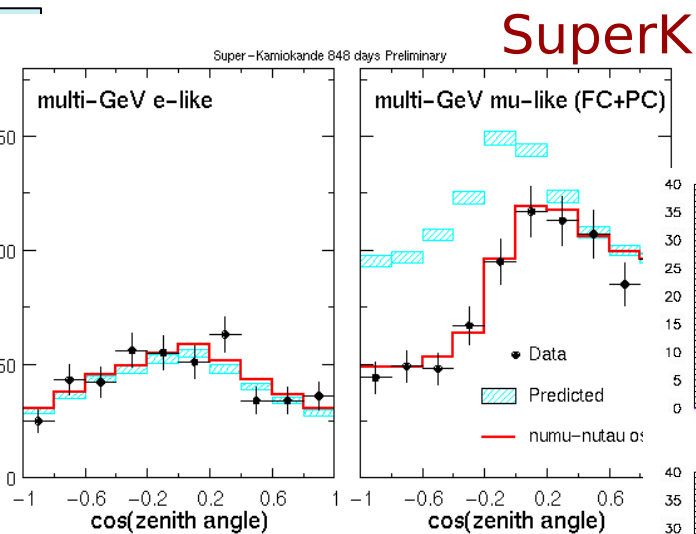 SuperK
Super-Kamiokande 848 days Preliminary
multi-GeV e-like
multi-GeV mu-like (FC+PC)
50
00
50
0
40
35
30
25
20
15
10
5
0
Data
Predicted
numu-nutau os
40
35
30
-1 -0.6 -0.2 0.2 0.6 1
-1 -0.6 -0.2 0.2 0.6
cos(zenith angle)
cos(zenith angle)